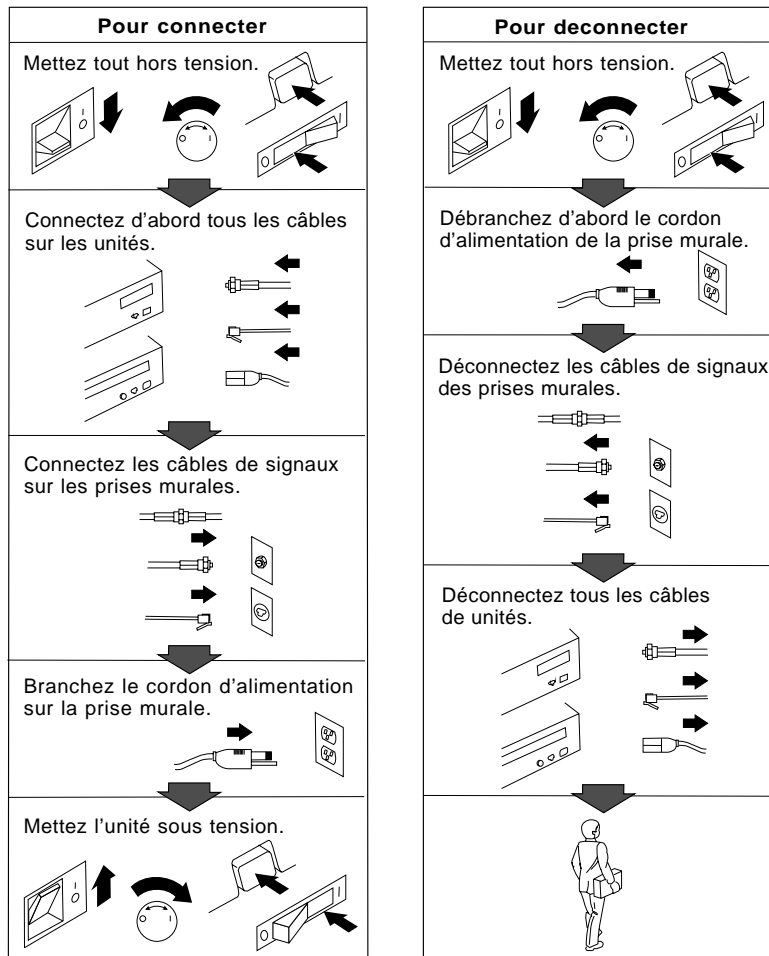 Pour connecter
Mettez tout hors tension.
Connectez d'abord tous les câbles
sur les unités.
Connectez les câbles de signaux
sur les prises murales.
Branchez le cordon d'alimentation
sur la prise murale.
Mettez l'unité sous tension.
Pour deconnecter
Mettez tout hors tension.
Débranchez d'abord le cordon
d'alimentation de la prise murale.
Déconnectez les câbles de signaux
des prises murales.
Déconnectez tous les câbles
de unités.